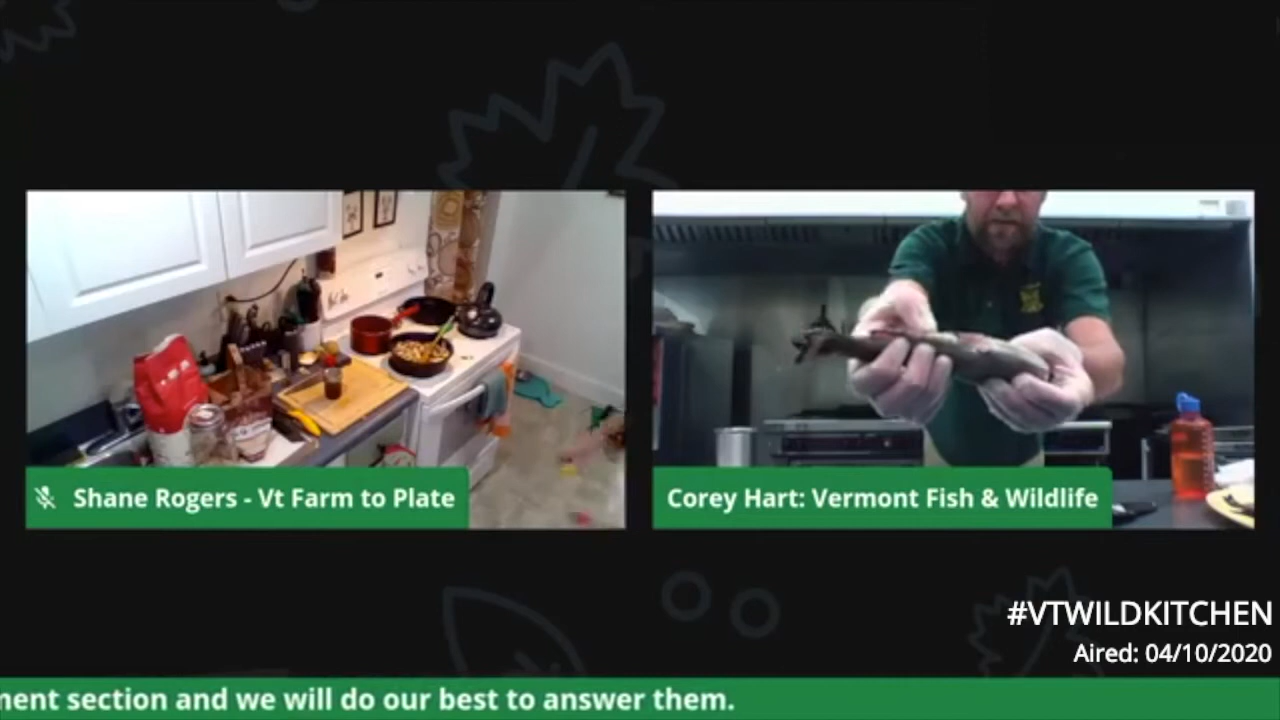 Shane Rogers - Vt Farm to Plate
Corey Hart: Vermont Fish & Wildlife
#VTWILDKITCHEN
Aired: 04/10/2020
ment section and we will do our best to answer them.